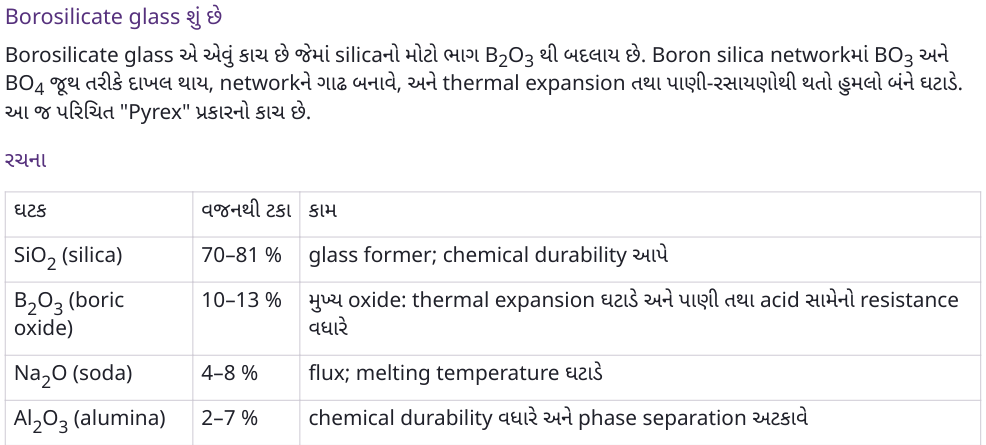 Borosilicate glass શું છે
Borosilicate glass એ એવું કાચ છે જેમાં silicaનો મોટો ભાગ B₂O₃ થી બદલાય છે. Boron silica networkમાં BO₃ અને
BO₄ જૂથ તરીકે દાખલ થાય, networkને ગાઢ બનાવે, અને thermal expansion તથા પાણી-રસાયણોથી થતો હુમલો બંને ઘટાડે.
આ જ પરિચિત "Pyrex" પ્રકારનો કાચ છે.
રચના
ઘટક વજનથી ટકા કામ
SiO₂ (silica) 70–81 % glass former; chemical durability આપે
B₂O₃ (boric 10–13 % મુખ્ય oxide: thermal expansion ઘટાડે અને પાણી તથા acid સામેનો resistance
oxide) વધારે
Na₂O (soda) 4–8 % flux; melting temperature ઘટાડે
Al₂O₃ (alumina) 2–7 % chemical durability વધારે અને phase separation અટકાવે